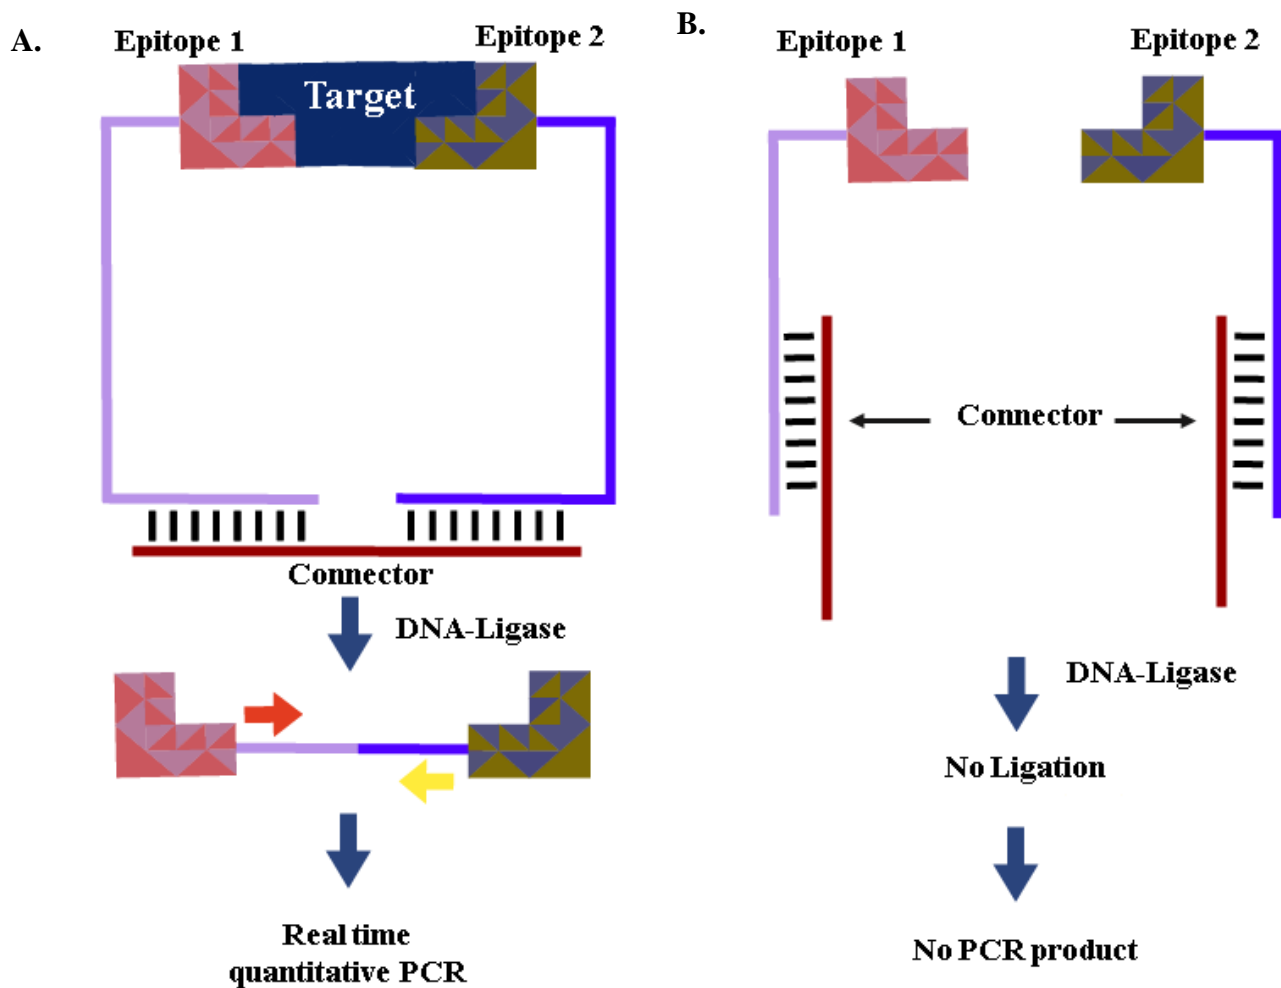 A.
Epitope 1
Epitope 2
Target
Connector
DNA-Ligase
Real time
quantitative PCR
B.
Epitope 1
Epitope 2
Connector
DNA-Ligase
No Ligation
No PCR product